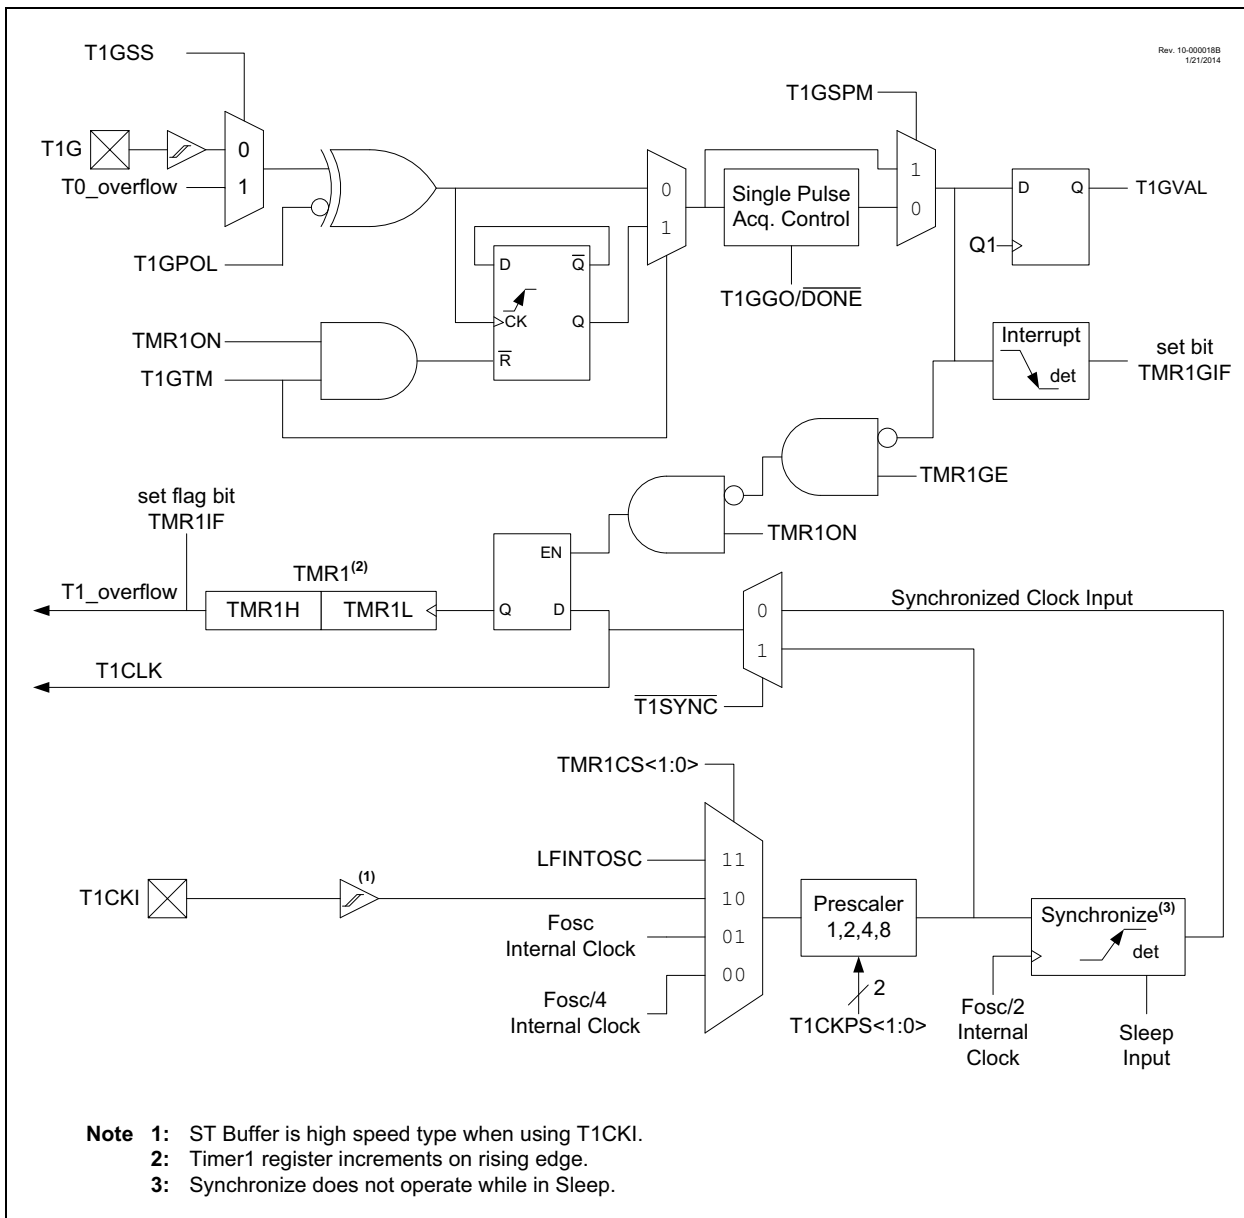 Rev. 10-000018B
1/21/2014
T1GSS
T1GSPM
T1G
0
T0_overflow
1
T1GPOL
D
Q̅
CK
Q
R̅
TMR1ON
T1GTM
0
1
Single Pulse
Acq. Control
T1GGO/D̅O̅N̅E̅
1
0
D
Q
Q1
T1GVAL
Interrupt
det
set bit
TMR1GIF
TMR1GE
TMR1ON
set flag bit
TMR1IF
T1_overflow
TMR1(2)
TMR1H
TMR1L
EN
Q
D
T1CLK
0
1
Synchronized Clock Input
T̅1̅S̅Y̅N̅C̅
TMR1CS<1:0>
LFINTOSC
11
T1CKI
(1)
10
Fosc
Internal Clock
01
Fosc/4
Internal Clock
00
Prescaler
1,2,4,8
2
T1CKPS<1:0>
Synchronize(3)
det
Fosc/2
Internal
Clock
Sleep
Input
Note 1: ST Buffer is high speed type when using T1CKI.
2: Timer1 register increments on rising edge.
3: Synchronize does not operate while in Sleep.